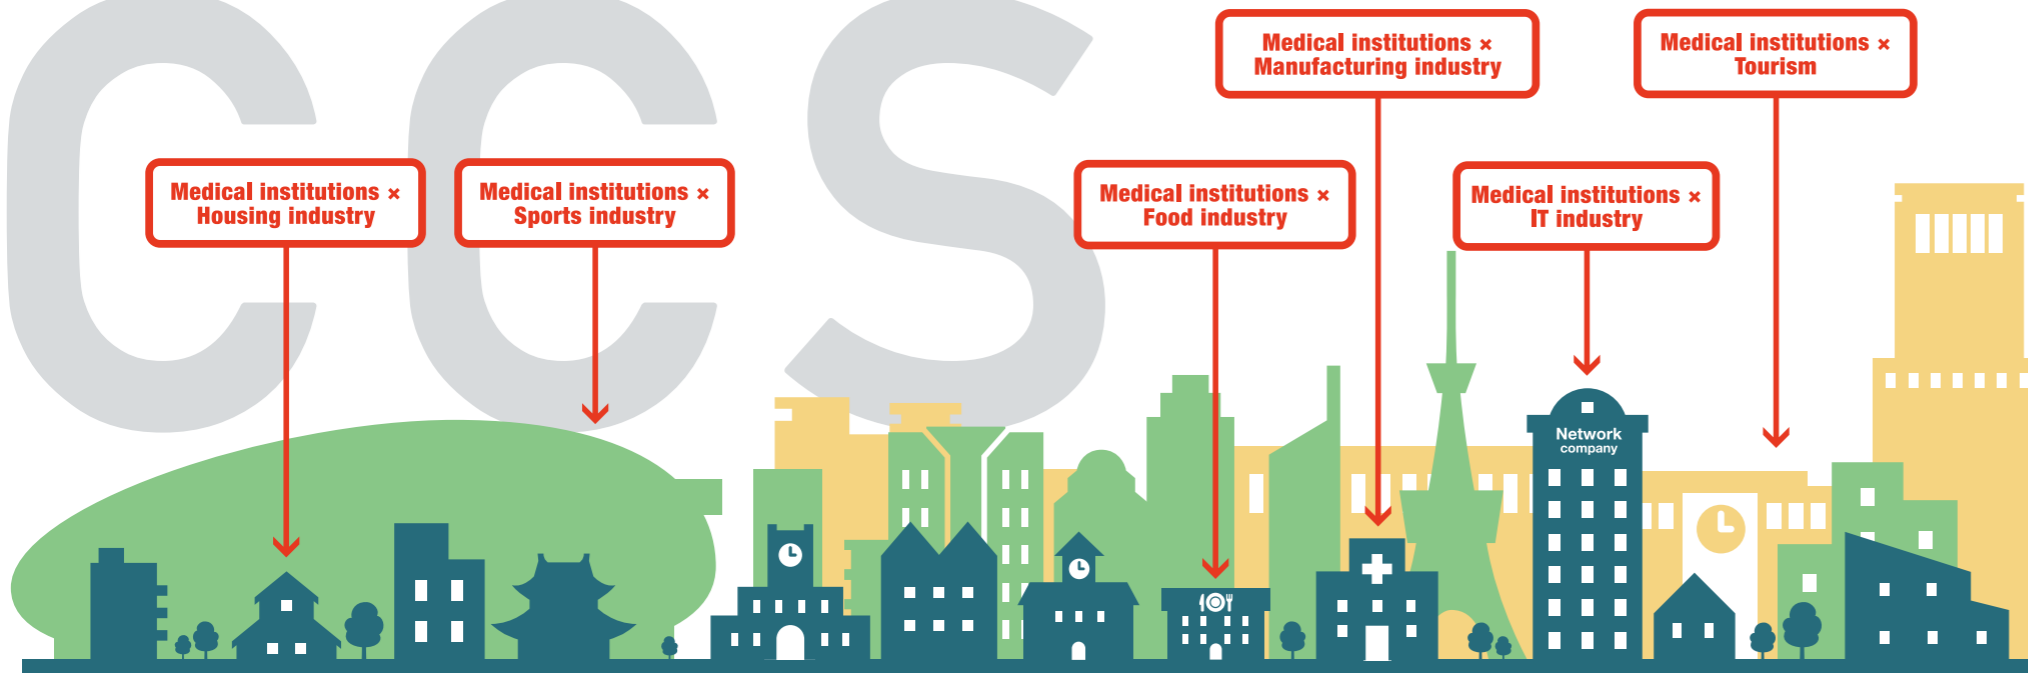 CCS
Medical institutions ×
Housing industry
Medical institutions ×
Sports industry
Medical institutions ×
Food industry
Medical institutions ×
Manufacturing industry
Medical institutions ×
IT industry
Medical institutions ×
Tourism
Network
company